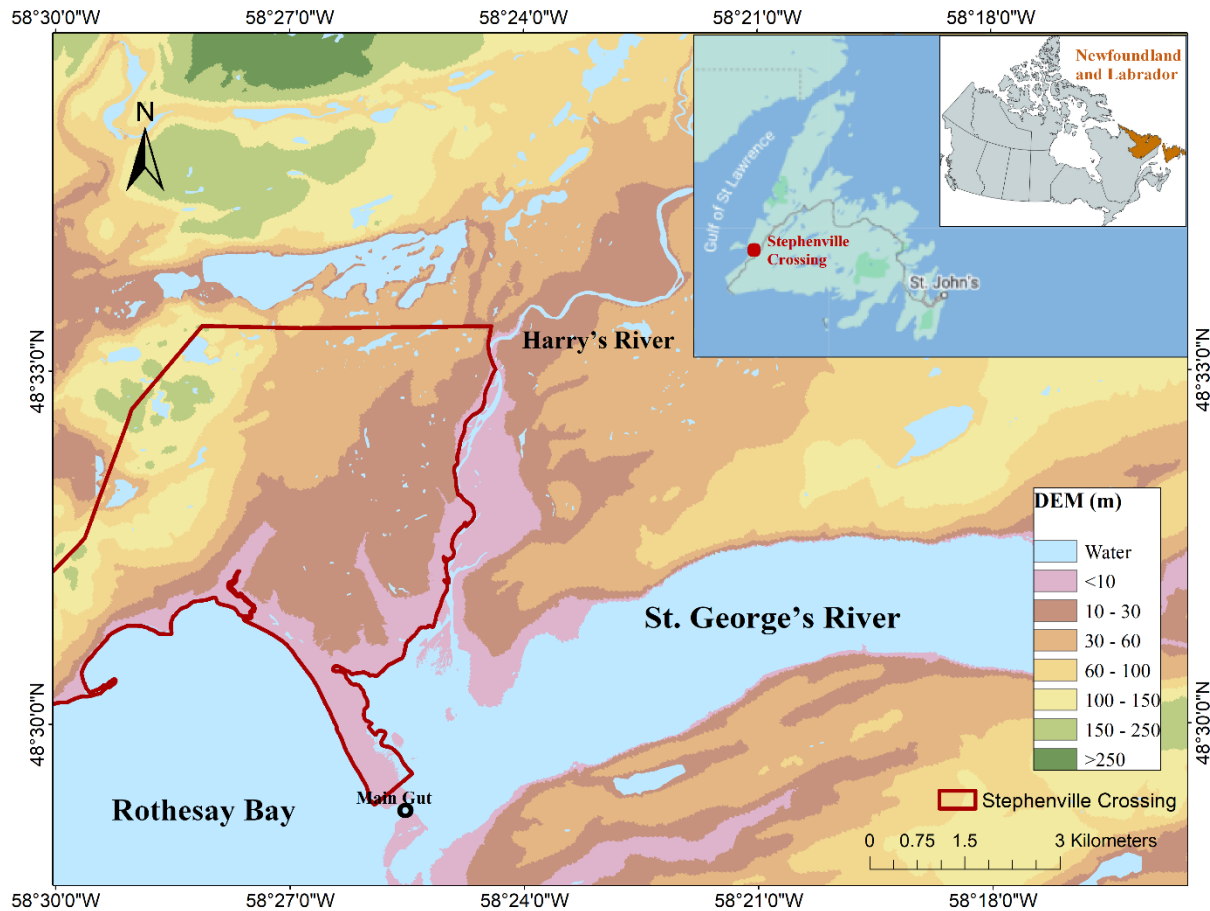 58°30'0"W 58°27'0"W 58°24'0"W 58°21'0"W 58°18'0"W
N
Newfoundland
and Labrador
Gulf of St Lawrence
Stephenville
Crossing
St. John's
Harry's River
48°33'0"N 48°33'0"N
DEM (m)
Water
<10
10 - 30
30 - 60
60 - 100
100 - 150
150 - 250
>250
St. George's River
48°30'0"N 48°30'0"N
Main Gut
Rothesay Bay
Stephenville Crossing
0 0.75 1.5 3 Kilometers
58°30'0"W 58°27'0"W 58°24'0"W 58°21'0"W 58°18'0"W